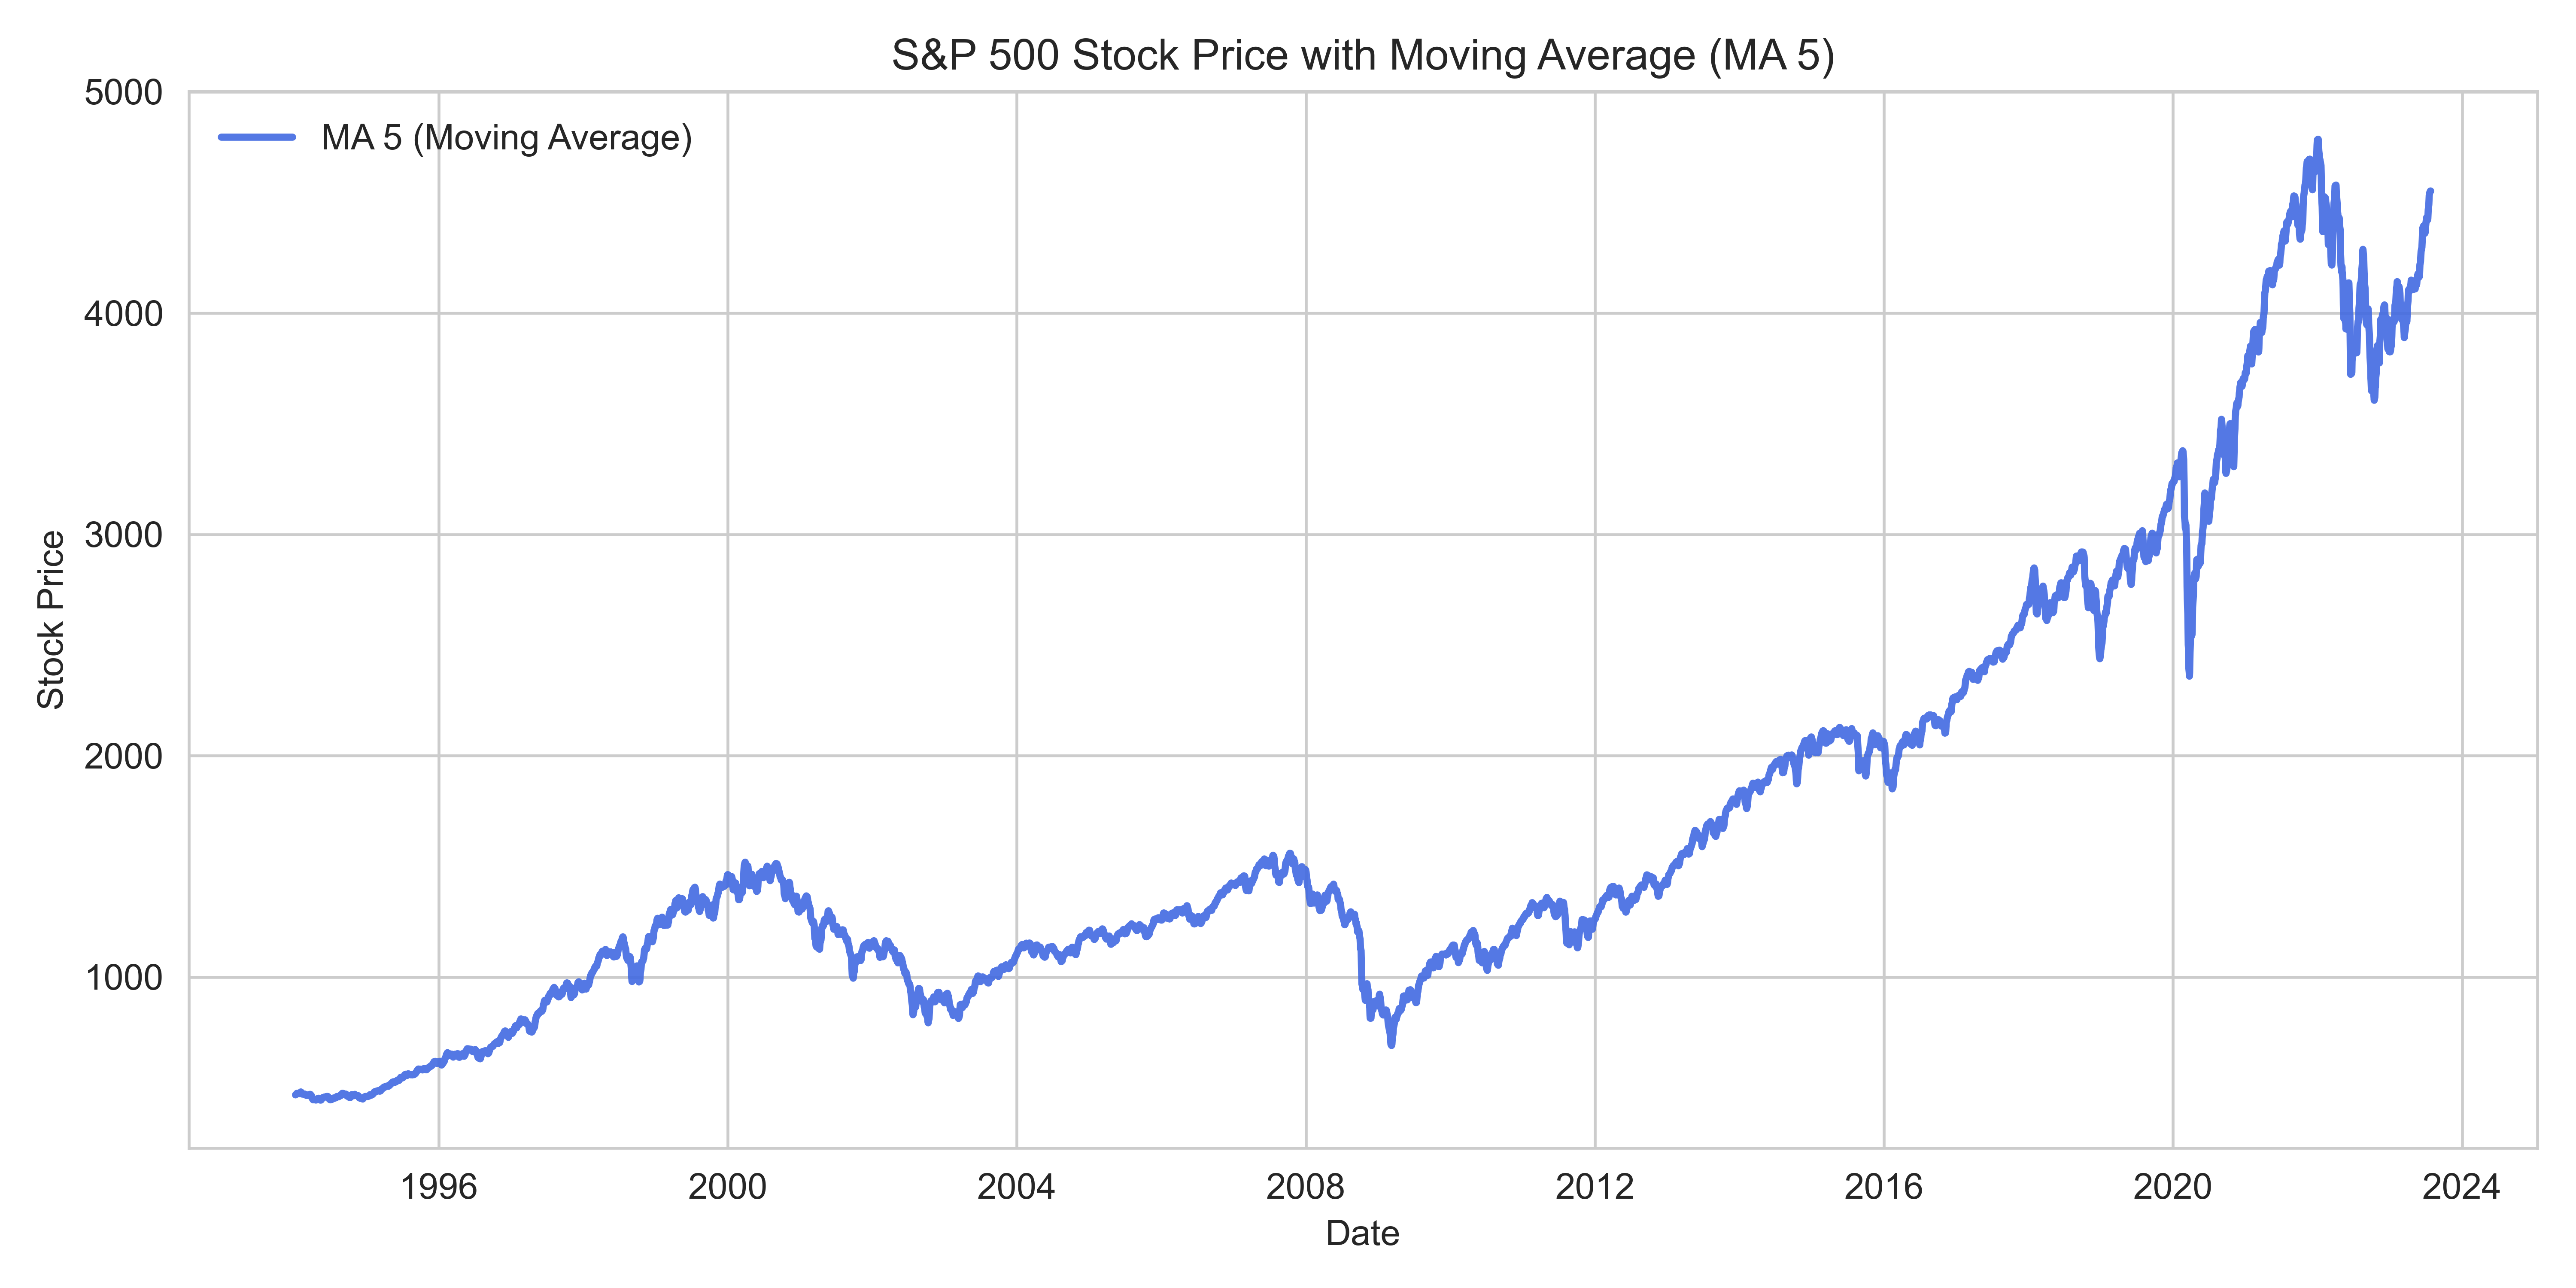 S&P 500 Stock Price with Moving Average (MA 5)
MA 5 (Moving Average)
Stock Price
5000
4000
3000
2000
1000
1996 2000 2004 2008 2012 2016 2020 2024
Date